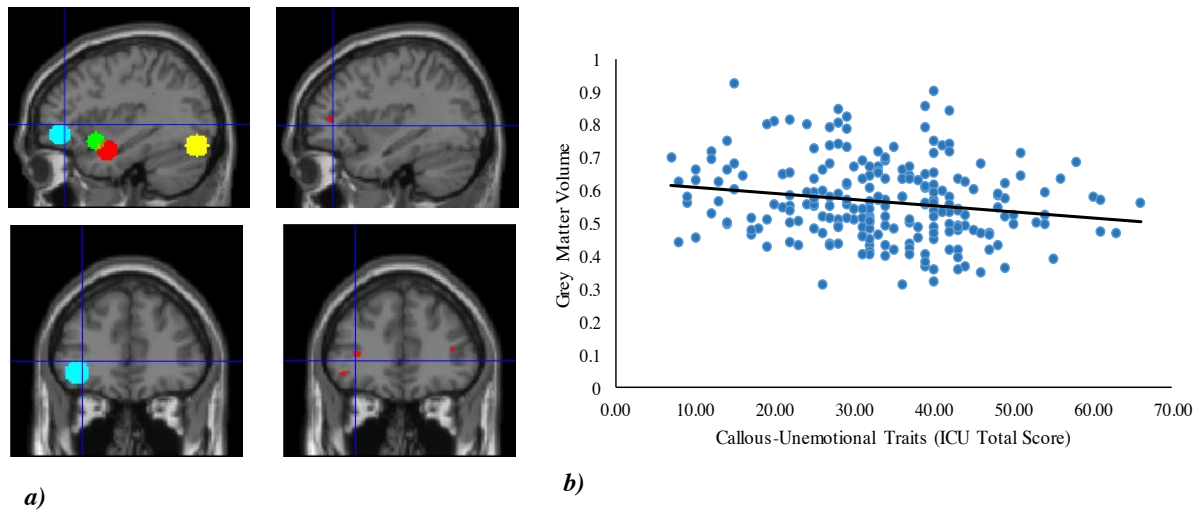 1
0.9
0.8
0.7
0.6
0.5
0.4
0.3
0.2
0.1
0
Grey Matter Volume
0.00 10.00 20.00 30.00 40.00 50.00 60.00 70.00
Callous-Unemotional Traits (ICU Total Score)
a)
b)